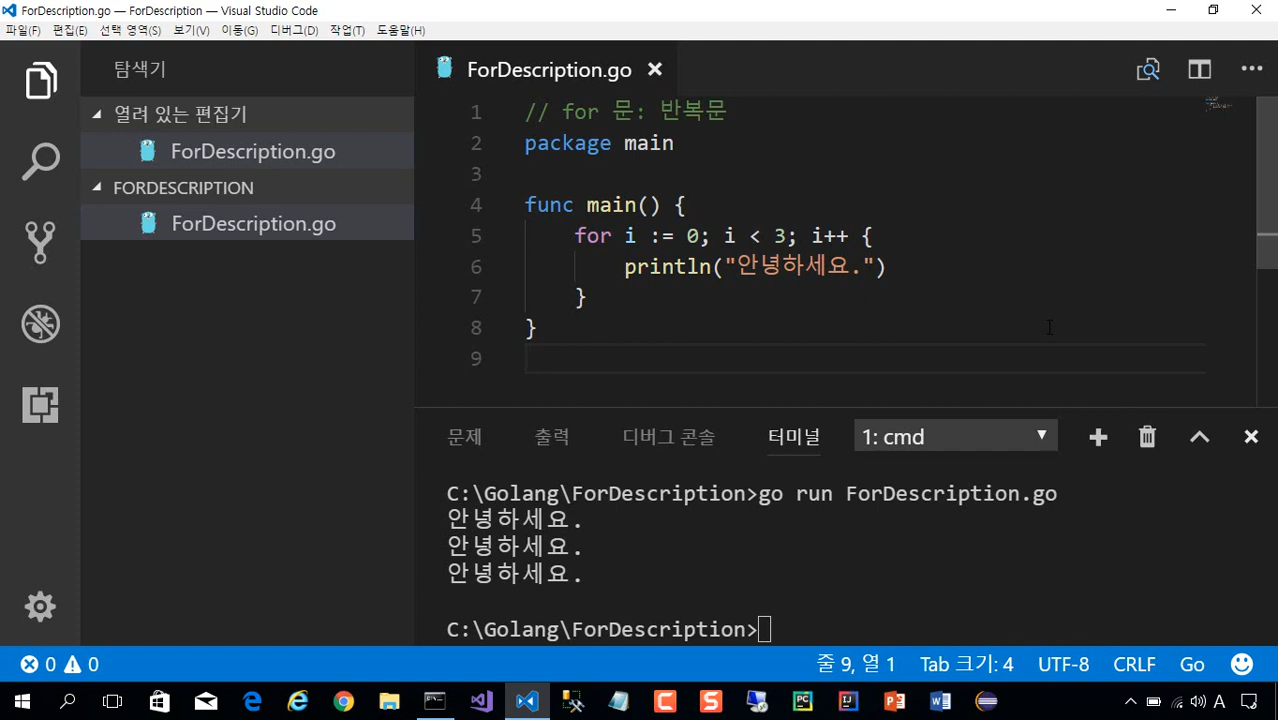 ForDescription.go — ForDescription — Visual Studio Code
파일(F) 편집(E) 선택 영역(S) 보기(V) 이동(G) 디버그(D) 작업(T) 도움말(H)
탐색기
열려 있는 편집기
ForDescription.go
FORDESCRIPTION
ForDescription.go
ForDescription.go
1 // for 문: 반복문
2 package main
3
4 func main() {
5 for i := 0; i < 3; i++ {
6 println("안녕하세요.")
7 }
8 }
9
문제 출력 디버그 콘솔 터미널 1: cmd
C:\Golang\ForDescription>go run ForDescription.go
안녕하세요.
안녕하세요.
안녕하세요.
C:\Golang\ForDescription>
0 0 줄 9, 열 1 Tab 크기: 4 UTF-8 CRLF Go
A